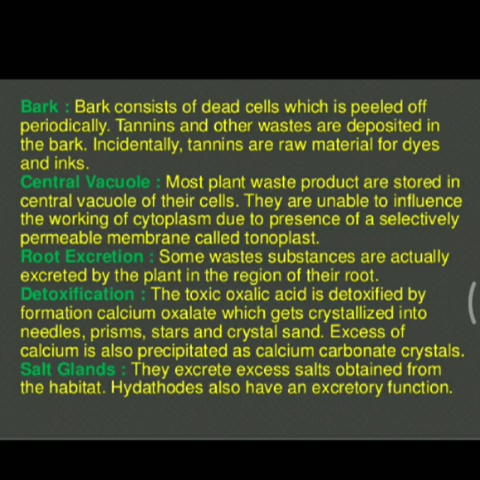 Bark : Bark consists of dead cells which is peeled off
periodically. Tannins and other wastes are deposited in
the bark. Incidentally, tannins are raw material for dyes
and inks.
Central Vacuole : Most plant waste product are stored in
central vacuole of their cells. They are unable to influence
the working of cytoplasm due to presence of a selectively
permeable membrane called tonoplast.
Root Excretion : Some wastes substances are actually
excreted by the plant in the region of their root.
Detoxification : The toxic oxalic acid is detoxified by
formation calcium oxalate which gets crystallized into
needles, prisms, stars and crystal sand. Excess of
calcium is also precipitated as calcium carbonate crystals.
Salt Glands : They excrete excess salts obtained from
the habitat. Hydathodes also have an excretory function.